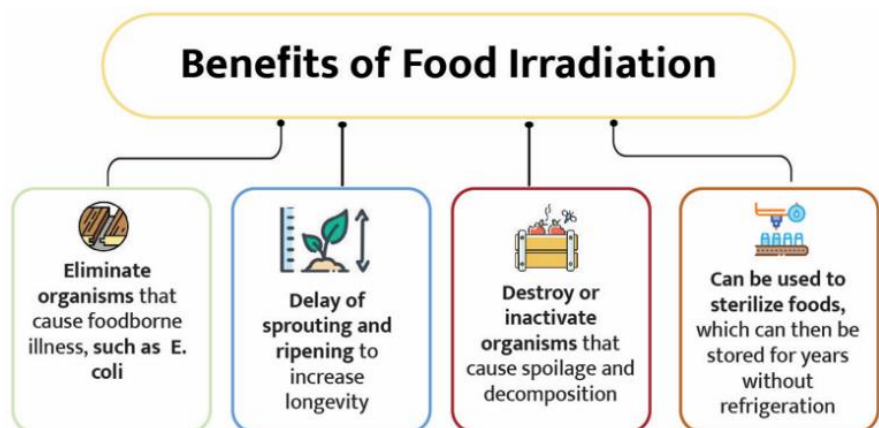 Benefits of Food Irradiation
Eliminate
organisms that
cause foodborne
illness, such as E.
coli
Delay of
sprouting and
ripening to
increase
longevity
Destroy or
inactivate
organisms that
cause spoilage and
decomposition
Can be used to
sterilize foods,
which can then be
stored for years
without
refrigeration